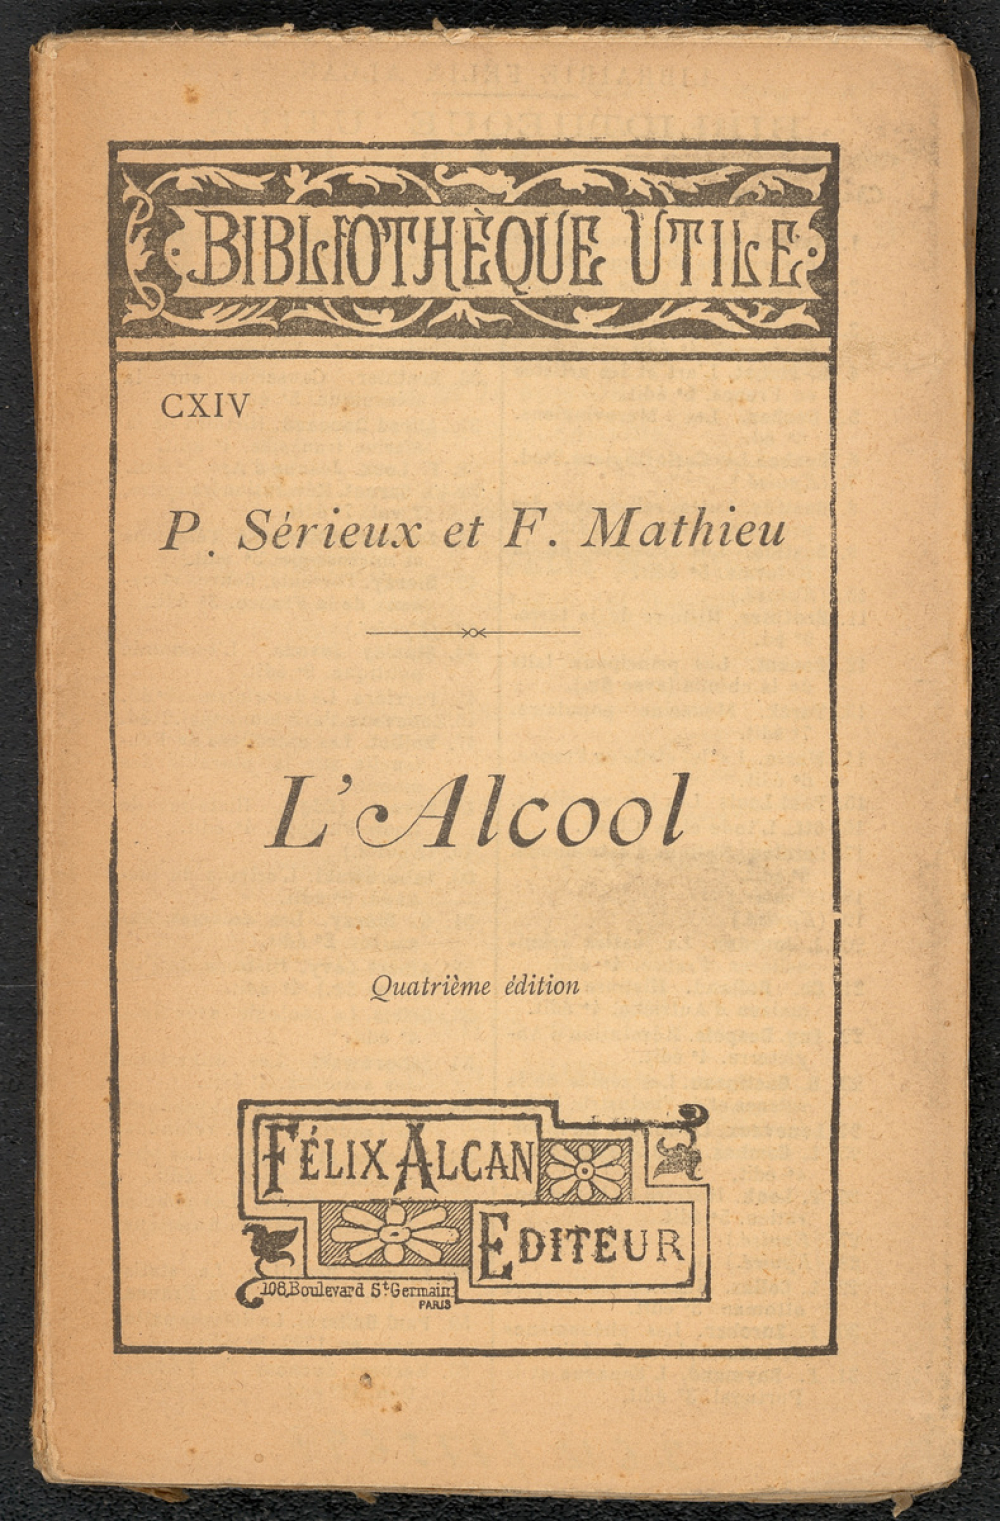 BIBLIOTHÈQUE UTILE
CXIV
P. Sérieux et F. Mathieu
L'Alcool
Quatrième édition
FÉLIX ALCAN
EDITEUR
108, Boulevard St Germain
PARIS